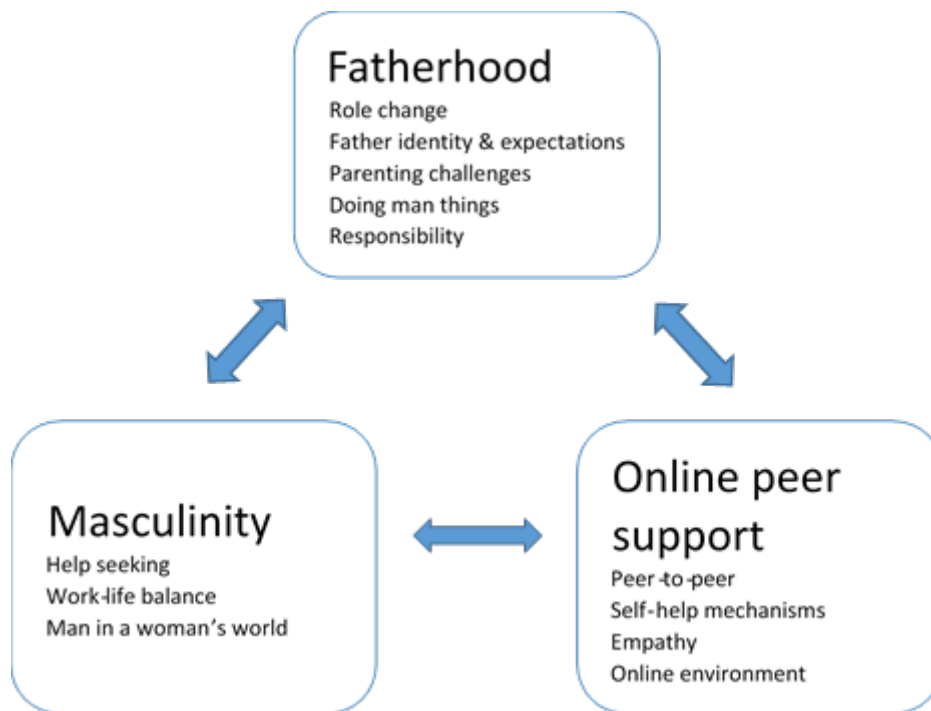 Fatherhood
Role change
Father identity & expectations
Parenting challenges
Doing man things
Responsibility
Masculinity
Help seeking
Work-life balance
Man in a woman's world
Online peer
support
Peer-to-peer
Self-help mechanisms
Empathy
Online environment